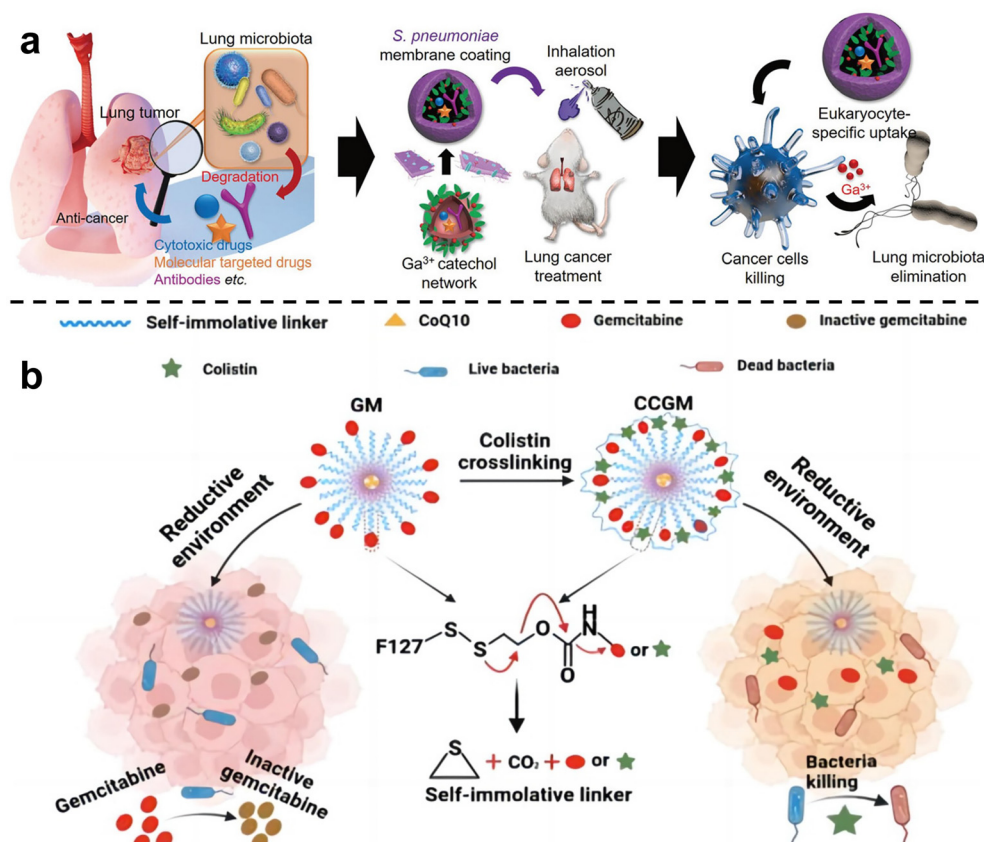 a
Lung microbiota
Lung tumor
Degradation
Anti-cancer
Cytotoxic drugs
Molecular targeted drugs
Antibodies etc.
S. pneumoniae
membrane coating
Inhalation
aerosol
Ga³⁺ catechol
network
Lung cancer
treatment
Eukaryocyte-
specific uptake
Ga³⁺
Cancer cells
killing
Lung microbiota
elimination
Self-immolative linker
CoQ10
Gemcitabine
Inactive gemcitabine
b
Colistin
Live bacteria
Dead bacteria
GM
Colistin
crosslinking
CCGM
Reductive
environment
Reductive
environment
F127
S
S
O
O
H
N
or
S
+ CO₂ + or
Self-immolative linker
Gemcitabine
Inactive
gemcitabine
Bacteria
killing